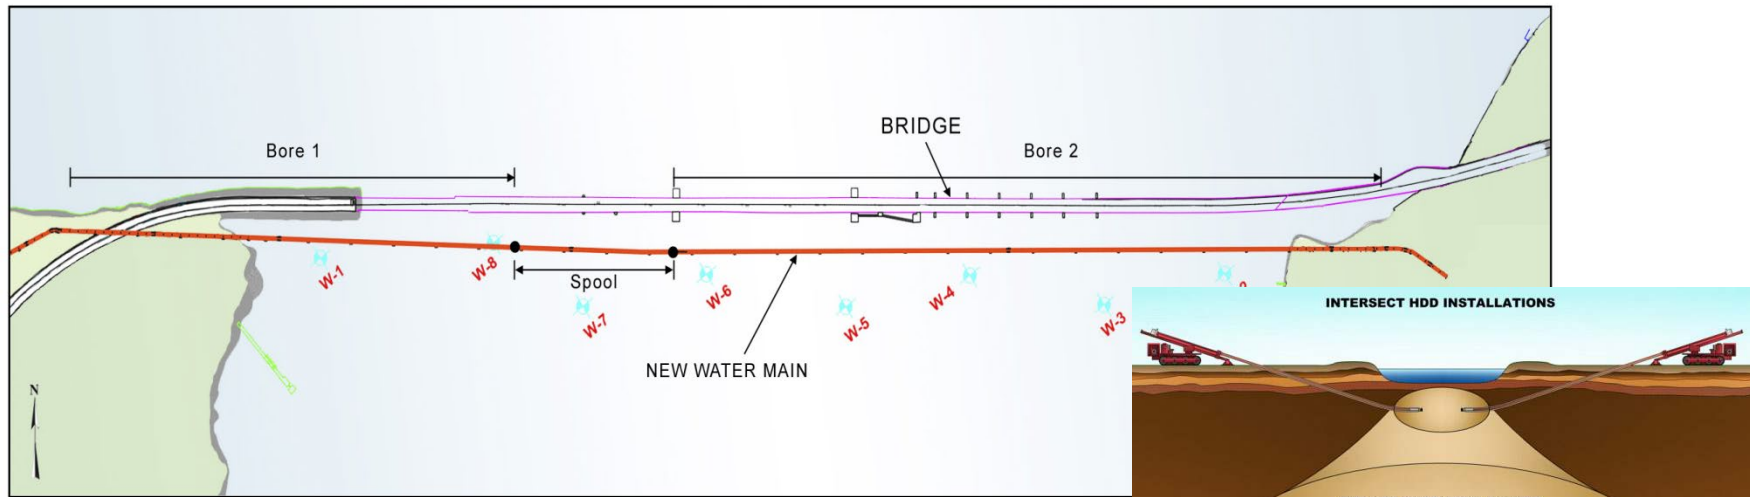 BRIDGE
Bore 1
Bore 2
W-1
W-8
Spool
W-7
W-6
W-5
W-4
W-3
NEW WATER MAIN
N
INTERSECT HDD INSTALLATIONS